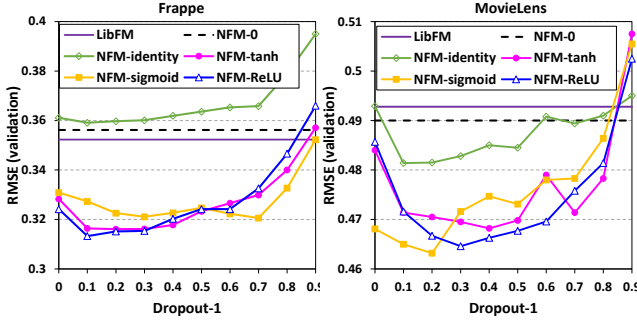 Frappe
0.4
0.38
0.36
0.34
0.32
0.3
RMSE (validation)
LibFM
NFM-0
NFM-identity
NFM-tanh
NFM-sigmoid
NFM-ReLU
0 0.1 0.2 0.3 0.4 0.5 0.6 0.7 0.8 0.9
Dropout-1
MovieLens
0.51
0.5
0.49
0.48
0.47
0.46
RMSE (validation)
LibFM
NFM-0
NFM-identity
NFM-tanh
NFM-sigmoid
NFM-ReLU
0 0.1 0.2 0.3 0.4 0.5 0.6 0.7 0.8 0.9
Dropout-1